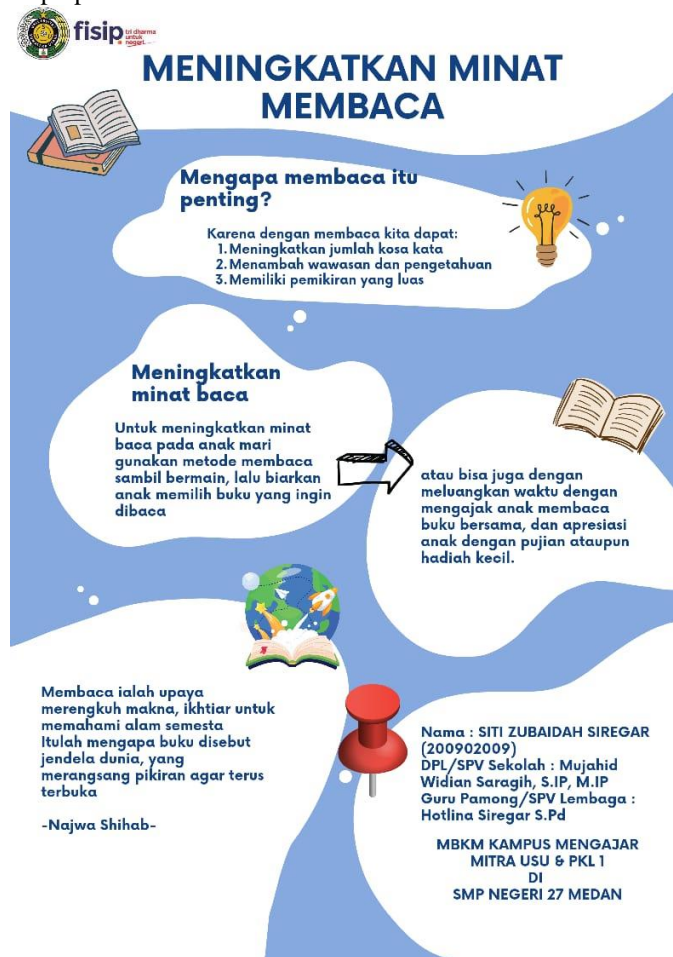 fisip
tri dharma
untuk
negeri
MENINGKATKAN MINAT
MEMBACA
Mengapa membaca itu
penting?
Karena dengan membaca kita dapat:
1. Meningkatkan jumlah kosa kata
2. Menambah wawasan dan pengetahuan
3. Memiliki pemikiran yang luas
Meningkatkan
minat baca
Untuk meningkatkan minat
baca pada anak mari
gunakan metode membaca
sambil bermain, lalu biarkan
anak memilih buku yang ingin
dibaca
atau bisa juga dengan
meluangkan waktu dengan
mengajak anak membaca
buku bersama, dan apresiasi
anak dengan pujian ataupun
hadiah kecil.
Membaca ialah upaya
merengkuh makna, ikhtiar untuk
memahami alam semesta
Itulah mengapa buku disebut
jendela dunia, yang
merangsang pikiran agar terus
terbuka
-Najwa Shihab-
Nama : SITI ZUBAIDAH SIREGAR
(200902009)
DPL/SPV Sekolah : Mujahid
Widian Saragih, S.IP, M.IP
Guru Pamong/SPV Lembaga :
Hotlina Siregar S.Pd
MBKM KAMPUS MENGAJAR
MITRA USU & PKL 1
DI
SMP NEGERI 27 MEDAN